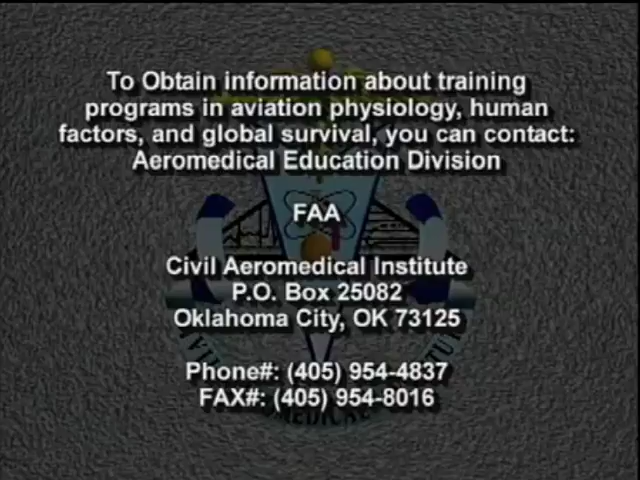 To Obtain information about training
programs in aviation physiology, human
factors, and global survival, you can contact:
Aeromedical Education Division
FAA
Civil Aeromedical Institute
P.O. Box 25082
Oklahoma City, OK 73125
Phone#: (405) 954-4837
FAX#: (405) 954-8016